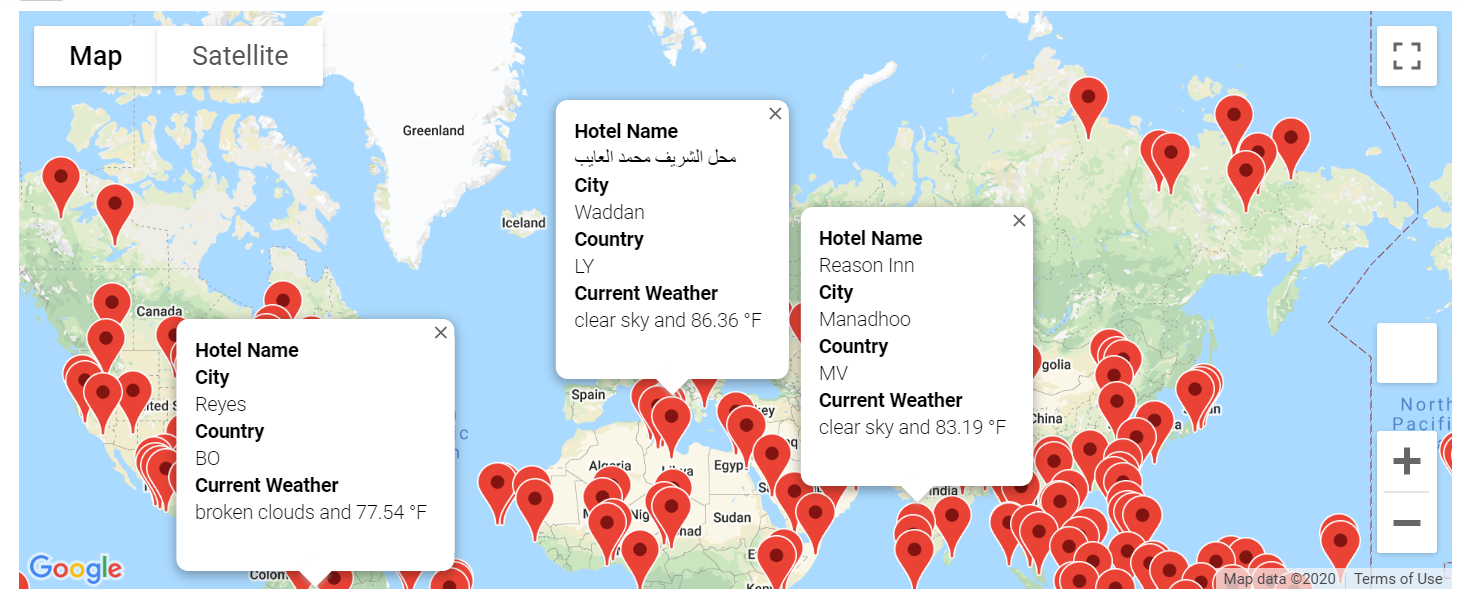 Map
Satellite
Greenland
Iceland
Canada
Hotel Name
محل الشريف محمد العايب
City
Waddan
Country
LY
Current Weather
clear sky and 86.36 °F
Hotel Name
Reason Inn
City
Manadhoo
Country
MV
Current Weather
clear sky and 83.19 °F
Hotel Name
City
Reyes
Country
BO
Current Weather
broken clouds and 77.54 °F
Spain
Algeria
Libya
Egypt
Sudan
China
India
North
Pacific
Google
Map data ©2020
Terms of Use